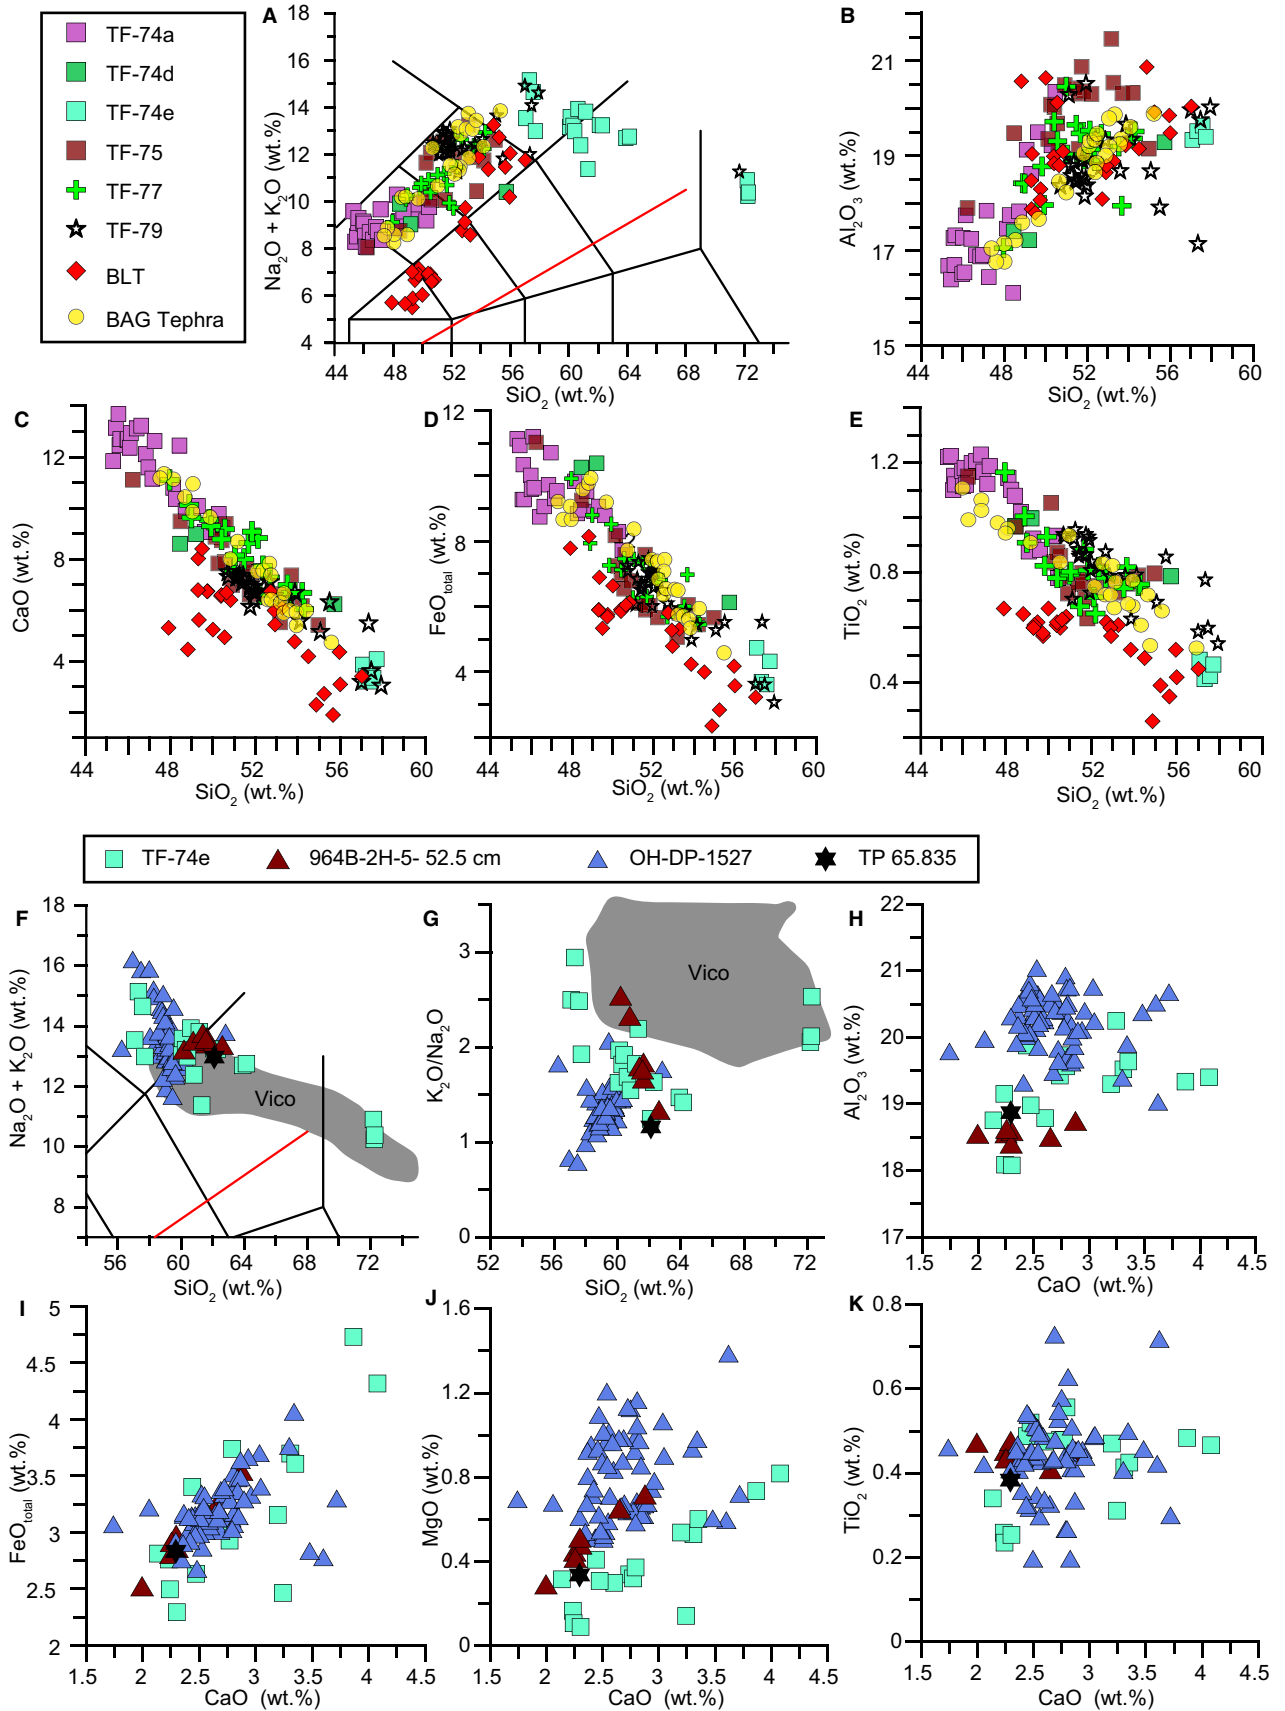 TF-74a
TF-74d
TF-74e
TF-75
TF-77
TF-79
BLT
BAG Tephra
A
18
16
14
12
10
8
6
4
Na2O + K2O (wt.%)
44 48 52 56 60 64 68 72
SiO2 (wt.%)
B
21
19
17
15
Al2O3 (wt.%)
44 48 52 56 60
SiO2 (wt.%)
C
12
8
4
CaO (wt.%)
44 48 52 56 60
SiO2 (wt.%)
D
12
8
4
FeOtotal (wt.%)
44 48 52 56 60
SiO2 (wt.%)
E
1.2
0.8
0.4
TiO2 (wt.%)
44 48 52 56 60
SiO2 (wt.%)
TF-74e 964B-2H-5- 52.5 cm OH-DP-1527 TP 65.835
F
18
16
14
12
10
8
Na2O + K2O (wt.%)
Vico
56 60 64 68 72
SiO2 (wt.%)
G
3
2
1
0
K2O/Na2O
Vico
52 56 60 64 68 72
SiO2 (wt.%)
H
22
21
20
19
18
17
Al2O3 (wt.%)
1.5 2 2.5 3 3.5 4 4.5
CaO (wt.%)
I
5
4.5
4
3.5
3
2.5
2
FeOtotal (wt.%)
1.5 2 2.5 3 3.5 4 4.5
CaO (wt.%)
J
1.6
1.2
0.8
0.4
0
MgO (wt.%)
1.5 2 2.5 3 3.5 4 4.5
CaO (wt.%)
K
0.8
0.6
0.4
0.2
0
TiO2 (wt.%)
1.5 2 2.5 3 3.5 4 4.5
CaO (wt.%)